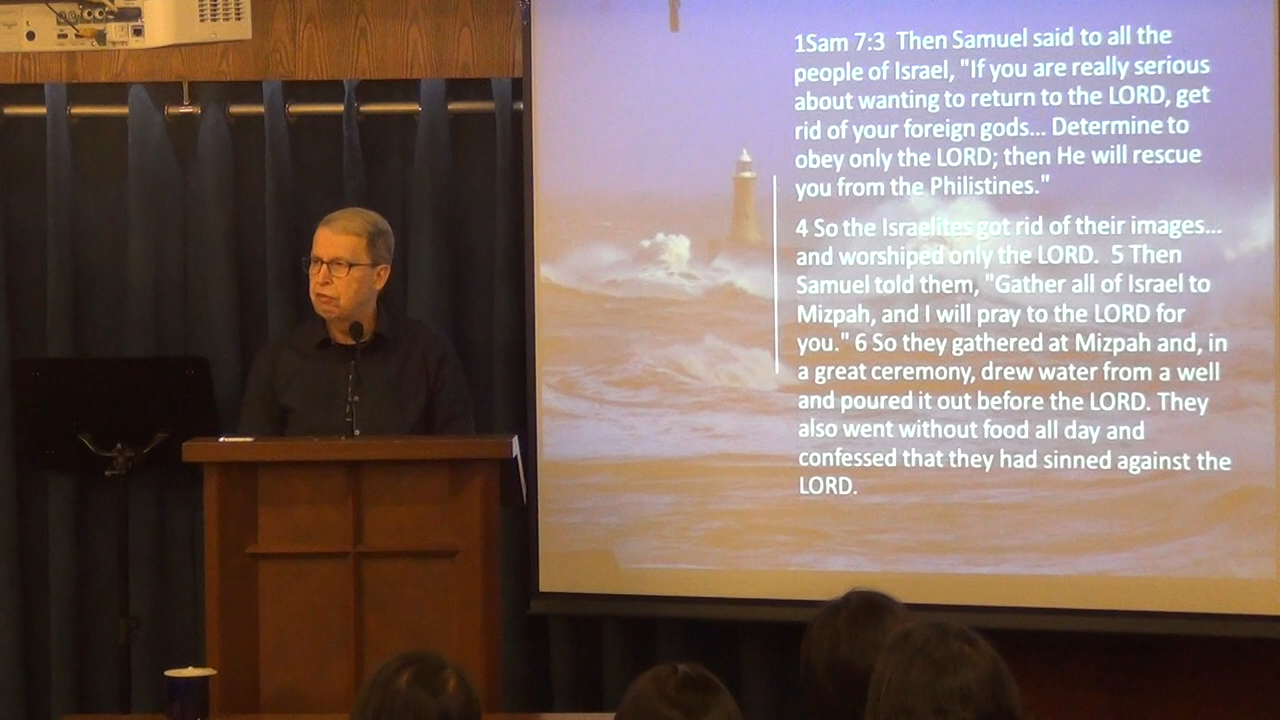 1Sam 7:3  Then Samuel said to all the
people of Israel, "If you are really serious
about wanting to return to the LORD, get
rid of your foreign gods... Determine to
obey only the LORD; then He will rescue
you from the Philistines."
4 So the Israelites got rid of their images...
and worshiped only the LORD.  5 Then
Samuel told them, "Gather all of Israel to
Mizpah, and I will pray to the LORD for
you." 6 So they gathered at Mizpah and, in
a great ceremony, drew water from a well
and poured it out before the LORD. They
also went without food all day and
confessed that they had sinned against the
LORD.